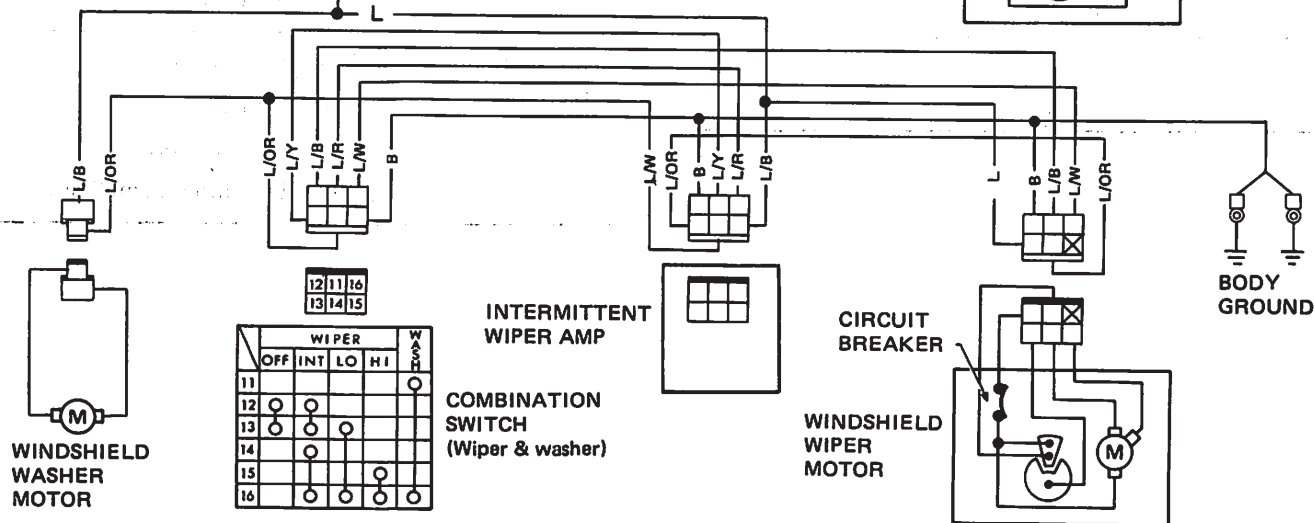 L
L/B
L/OR
L/OR
L/Y
L/B
L/R
L/W
B
L/W
L/OR
B
L/Y
L/R
L/B
L
B
L/B
L/W
L/OR
12 11 16
13 14 15
WIPER
WASH
OFF INT LO HI
11
12
13
14
15
16
COMBINATION
SWITCH
(Wiper & washer)
INTERMITTENT
WIPER AMP
CIRCUIT
BREAKER
WINDSHIELD
WIPER
MOTOR
M
BODY
GROUND
M
WINDSHIELD
WASHER
MOTOR